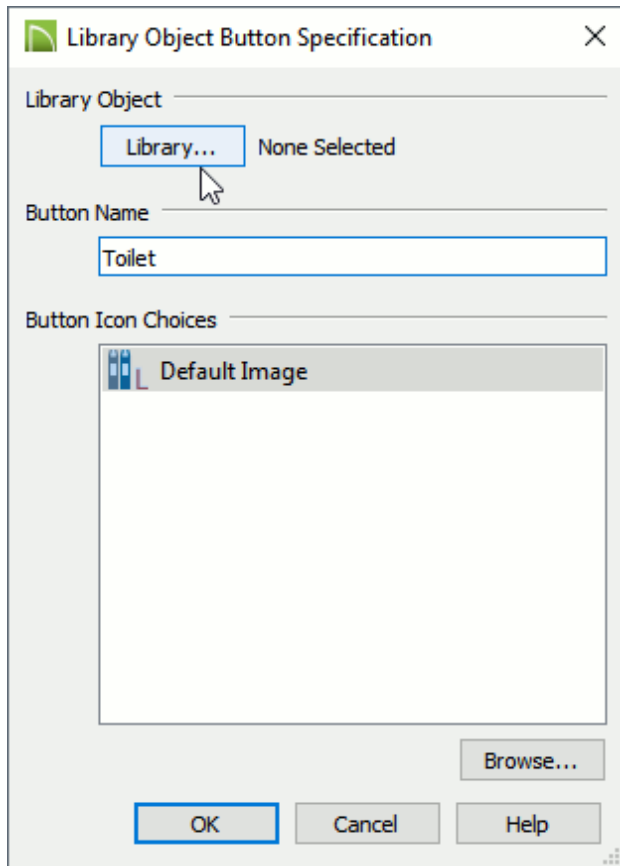 Library Object Button Specification
Library Object
Library... None Selected
Button Name
Toilet
Button Icon Choices
L Default Image
Browse...
OK Cancel Help